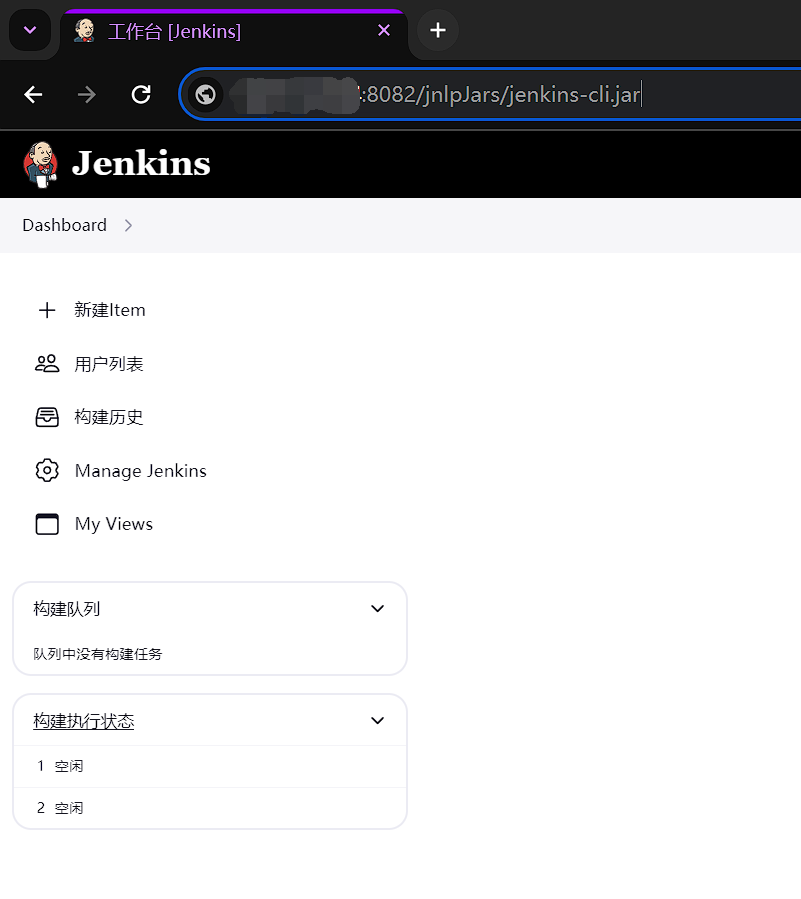 工作台 [Jenkins]
:8082/jnlpJars/jenkins-cli.jar
Jenkins
Dashboard
新建Item
用户列表
构建历史
Manage Jenkins
My Views
构建队列
队列中没有构建任务
构建执行状态
1 空闲
2 空闲